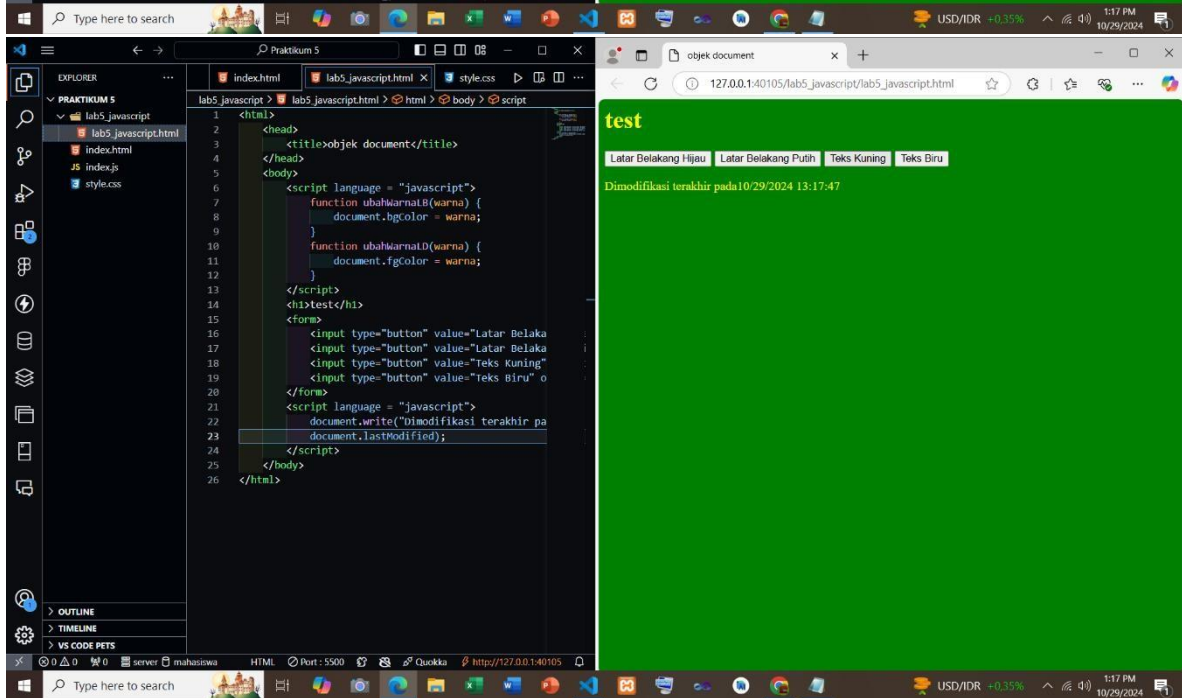 Type here to search
USD/IDR +0,35%
1:17 PM
10/29/2024
Praktikum 5
EXPLORER
index.html
lab5_javascript.html
style.css
PRAKTIKUM 5
lab5_javascript
lab5_javascript.html
index.html
JS index.js
style.css
OUTLINE
TIMELINE
VS CODE PETS
lab5_javascript > lab5_javascript.html > html > body > script
1 <html>
2 <head>
3 <title>objek document</title>
4 </head>
5 <body>
6 <script language = "javascript">
7 function ubahWarnaLB(warna) {
8 document.bgColor = warna;
9 }
10 function ubahWarnaLD(warna) {
11 document.fgColor = warna;
12 }
13 </script>
14 <h1>test</h1>
15 <form>
16 <input type="button" value="Latar Belaka
17 <input type="button" value="Latar Belaka
18 <input type="button" value="Teks Kuning"
19 <input type="button" value="Teks Biru" o
20 </form>
21 <script language = "javascript">
22 document.write("Dimodifikasi terakhir pa
23 document.lastModified);
24 </script>
25 </body>
26 </html>
0 0 0 server mahasiswa HTML Port : 5500 Quokka http://127.0.0.1:40105
objek document
127.0.0.1:40105/lab5_javascript/lab5_javascript.html
test
Latar Belakang Hijau Latar Belakang Putih Teks Kuning Teks Biru
Dimodifikasi terakhir pada10/29/2024 13:17:47
Type here to search
USD/IDR +0,35%
1:17 PM
10/29/2024